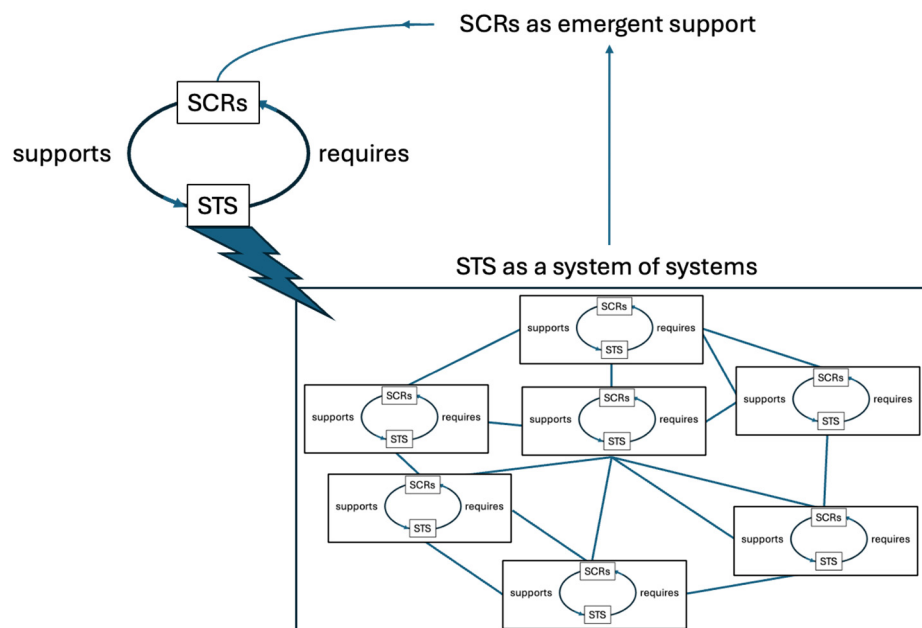 SCRs as emergent support
SCRs
supports
requires
STS
STS as a system of systems
SCRs
supports
requires
STS
SCRs
supports
requires
STS
SCRs
supports
requires
STS
SCRs
supports
requires
STS
SCRs
supports
requires
STS
SCRs
supports
requires
STS
SCRs
supports
requires
STS